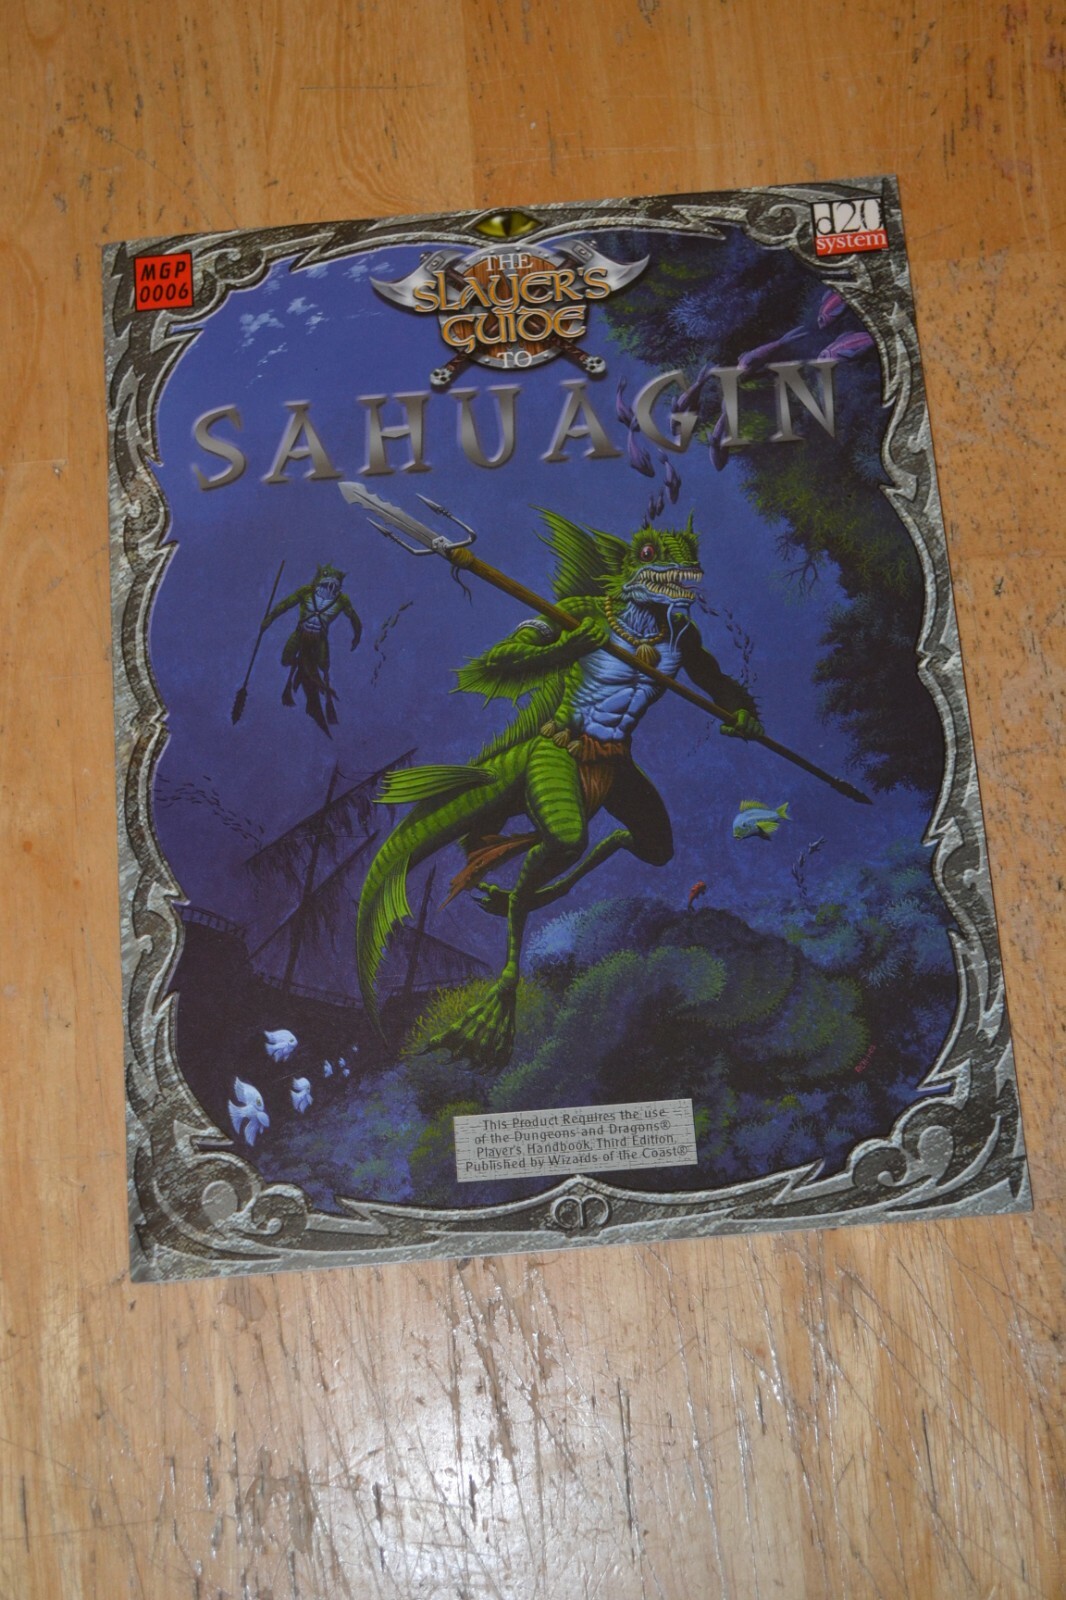 MGP
0006
d20
system
THE
SLAYER'S
GUIDE
TO
SAHUAGIN
This Product Requires the use
of the Dungeons and Dragons®
Player's Handbook, Third Edition.
Published by Wizards of the Coast®